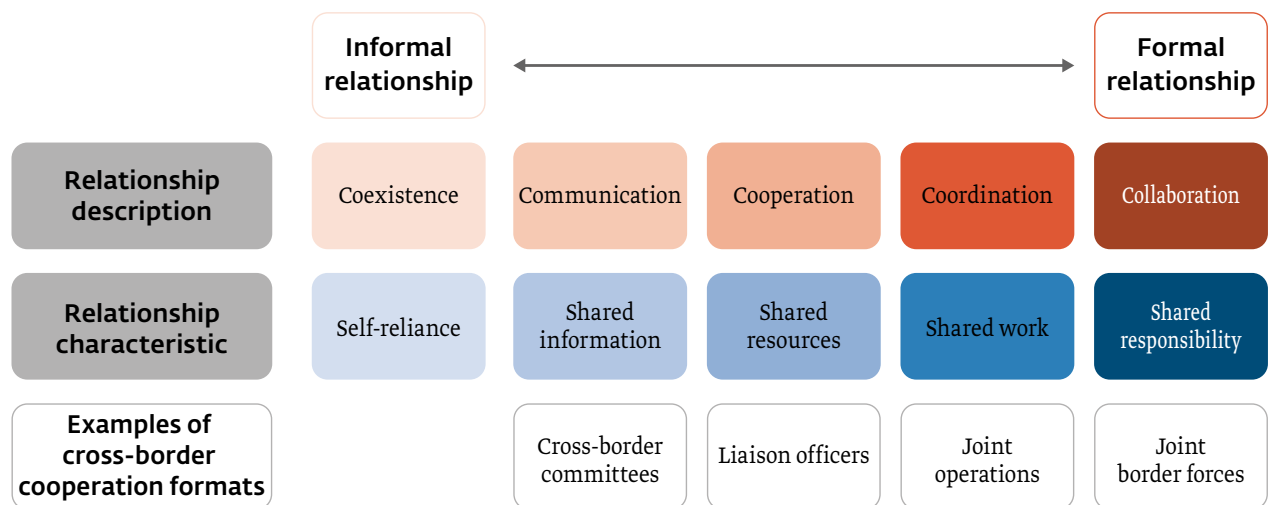 Informal
relationship
Formal
relationship
Relationship
description
Coexistence
Communication
Cooperation
Coordination
Collaboration
Relationship
characteristic
Self-reliance
Shared
information
Shared
resources
Shared work
Shared
responsibility
Examples of
cross-border
cooperation formats
Cross-border
committees
Liaison officers
Joint
operations
Joint
border forces